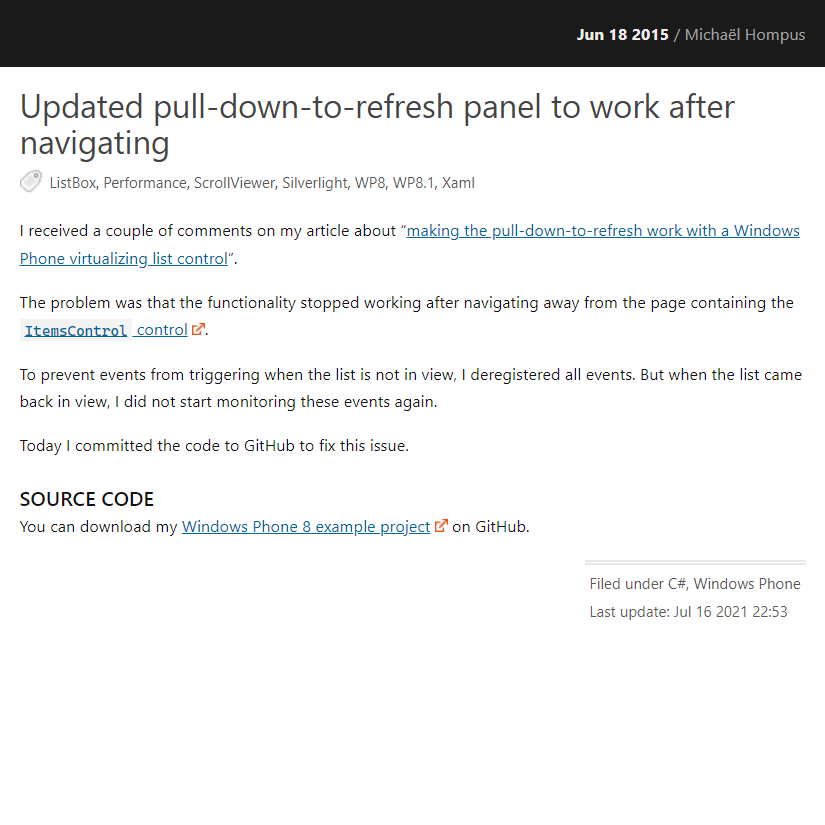 Jun 18 2015 / Michaël Hompus
Updated pull-down-to-refresh panel to work after
navigating
ListBox, Performance, ScrollViewer, Silverlight, WP8, WP8.1, Xaml
I received a couple of comments on my article about “making the pull-down-to-refresh work with a Windows
Phone virtualizing list control”.
The problem was that the functionality stopped working after navigating away from the page containing the
ItemsControl control.
To prevent events from triggering when the list is not in view, I deregistered all events. But when the list came
back in view, I did not start monitoring these events again.
Today I committed the code to GitHub to fix this issue.
SOURCE CODE
You can download my Windows Phone 8 example project on GitHub.
Filed under C#, Windows Phone
Last update: Jul 16 2021 22:53